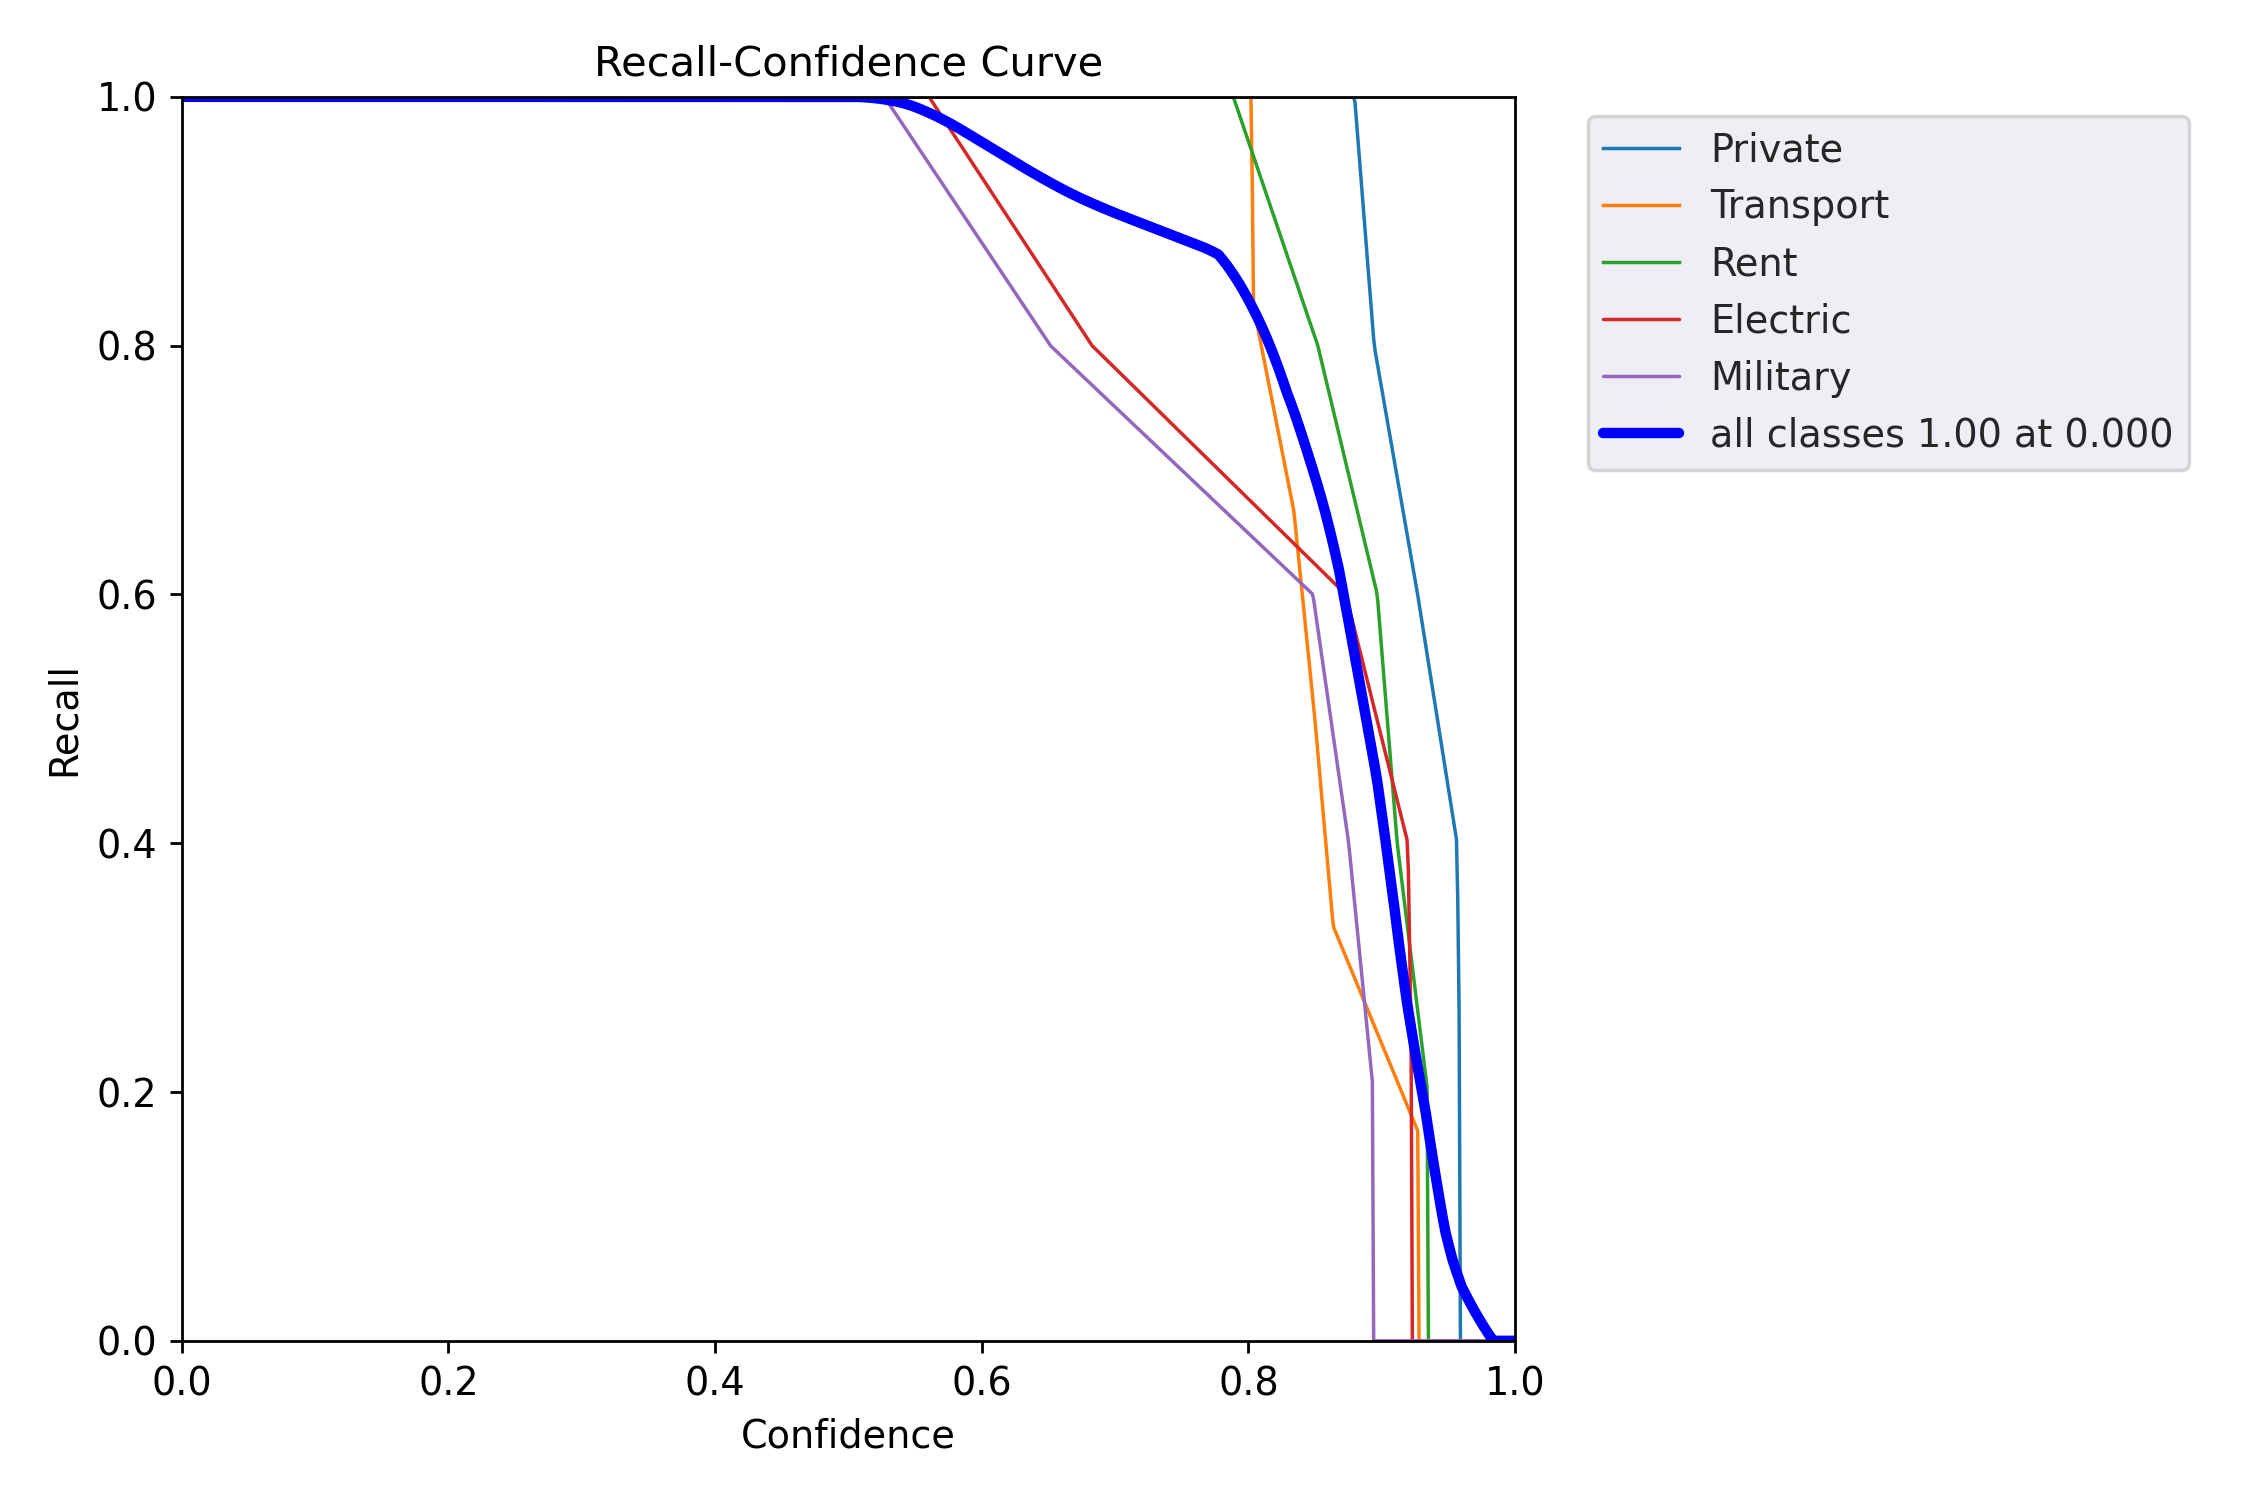 Recall-Confidence Curve
1.0
0.8
0.6
0.4
0.2
0.0
Recall
0.0 0.2 0.4 0.6 0.8 1.0
Confidence
Private
Transport
Rent
Electric
Military
all classes 1.00 at 0.000